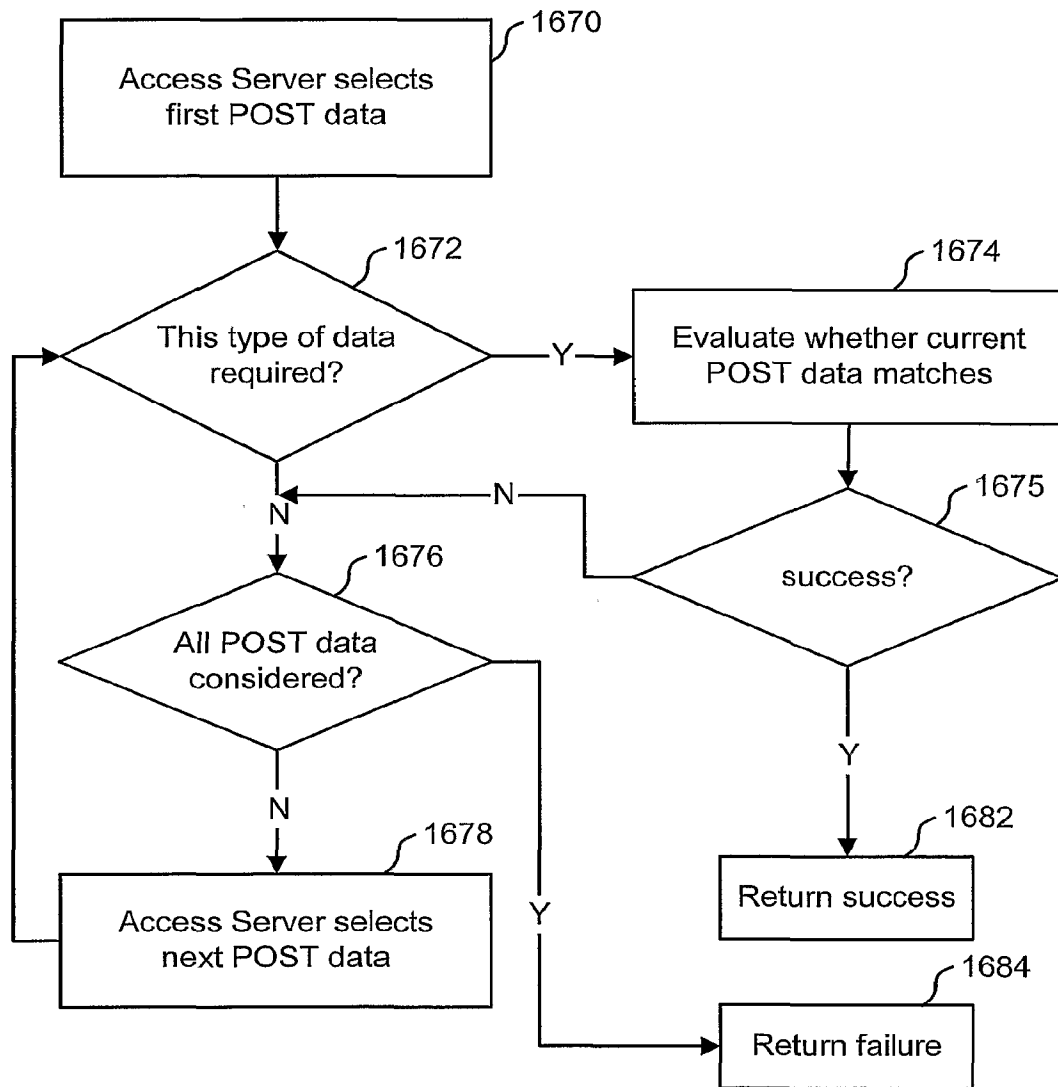 1670
Access Server selects
first POST data
1672
This type of data
required?
Y
1674
Evaluate whether current
POST data matches
N
N
1675
success?
1676
All POST data
considered?
Y
N
1678
Access Server selects
next POST data
Y
1682
Return success
1684
Return failure